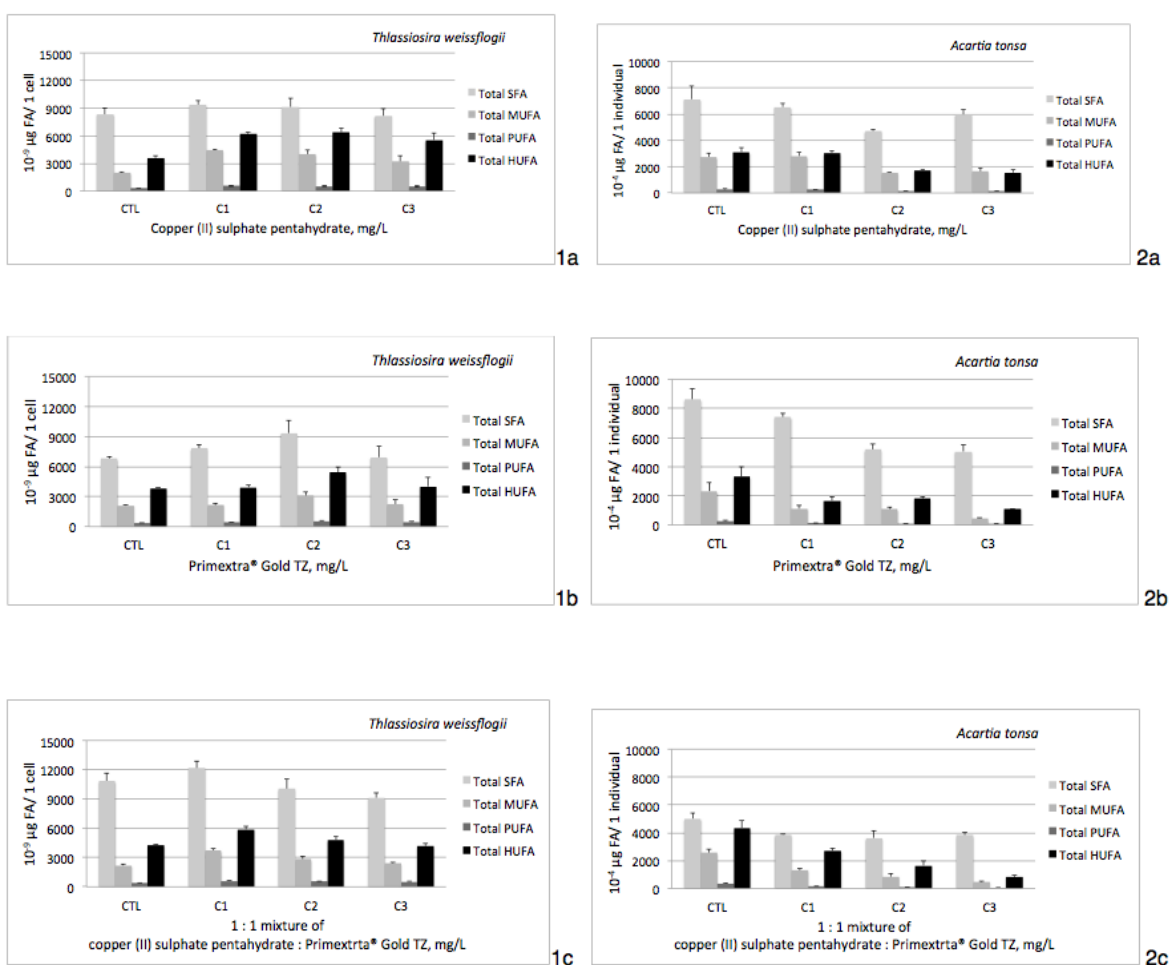 Thlassiosira weissflogii
15000
12000
9000
6000
3000
0
10⁻⁹ µg FA/ 1 cell
Total SFA
Total MUFA
Total PUFA
Total HUFA
CTL C1 C2 C3
Copper (II) sulphate pentahydrate, mg/L
1a
Acartia tonsa
10000
8000
6000
4000
2000
0
10⁻⁴ µg FA/ 1 individual
Total SFA
Total MUFA
Total PUFA
Total HUFA
CTL C1 C2 C3
Copper (II) sulphate pentahydrate, mg/L
2a
Thlassiosira weissflogii
15000
12000
9000
6000
3000
0
10⁻⁹ µg FA/ 1 cell
Total SFA
Total MUFA
Total PUFA
Total HUFA
CTL C1 C2 C3
Primextra® Gold TZ, mg/L
1b
Acartia tonsa
10000
8000
6000
4000
2000
0
10⁻⁴ µg FA/ 1 individual
Total SFA
Total MUFA
Total PUFA
Total HUFA
CTL C1 C2 C3
Primextra® Gold TZ, mg/L
2b
Thlassiosira weissflogii
15000
12000
9000
6000
3000
0
10⁻⁹ µg FA/ 1 cell
Total SFA
Total MUFA
Total PUFA
Total HUFA
CTL C1 C2 C3
1 : 1 mixture of
copper (II) sulphate pentahydrate : Primextrta® Gold TZ, mg/L
1c
Acartia tonsa
10000
8000
6000
4000
2000
0
10⁻⁴ µg FA/ 1 individual
Total SFA
Total MUFA
Total PUFA
Total HUFA
CTL C1 C2 C3
1 : 1 mixture of
copper (II) sulphate pentahydrate : Primextrta® Gold TZ, mg/L
2c